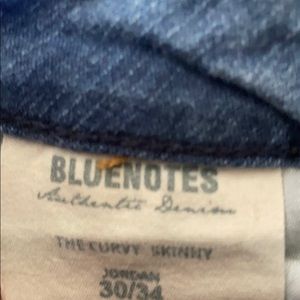 BLUENOTES
Authentic Denim
THE CURVY SKINNY
JORDAN
30/34